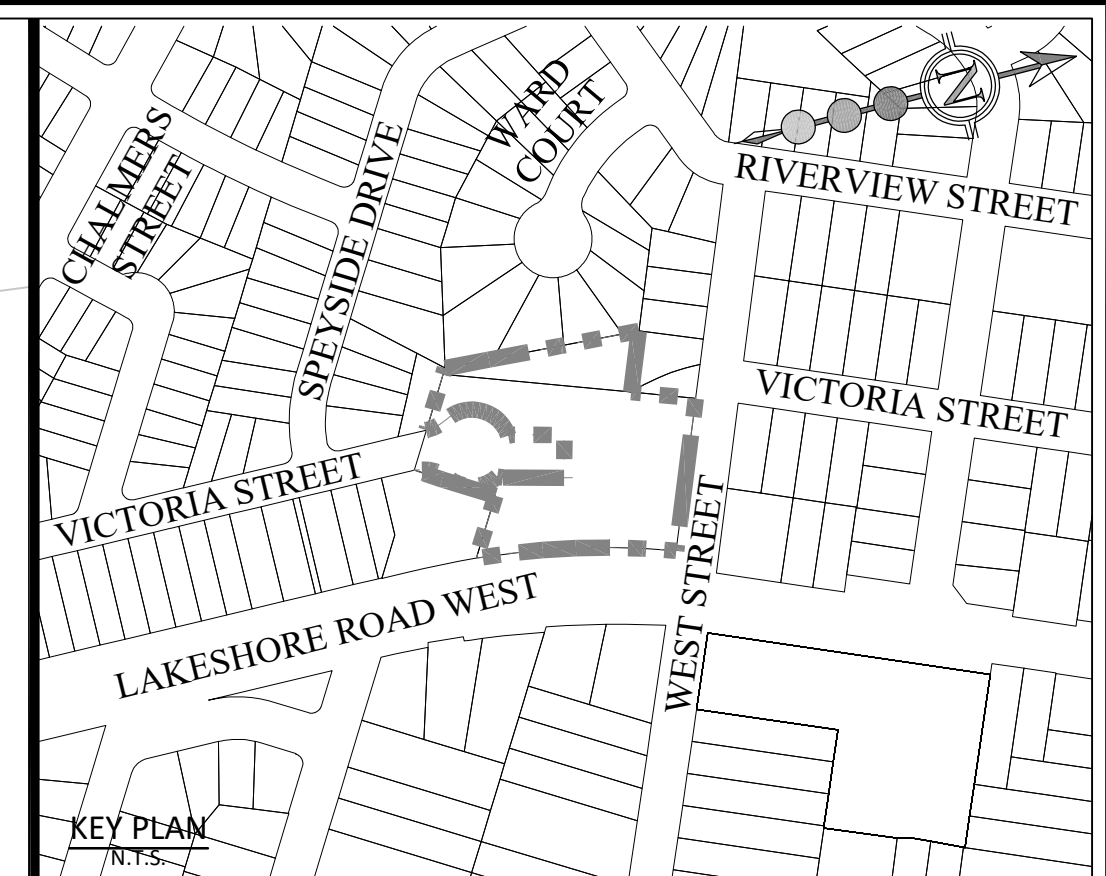 WARD
COURT
CHALMERS
STREET
SPEYSIDE DRIVE
N
RIVERVIEW STREET
VICTORIA STREET
VICTORIA STREET
WEST STREET
LAKESHORE ROAD WEST
KEY PLAN
N.T.S.